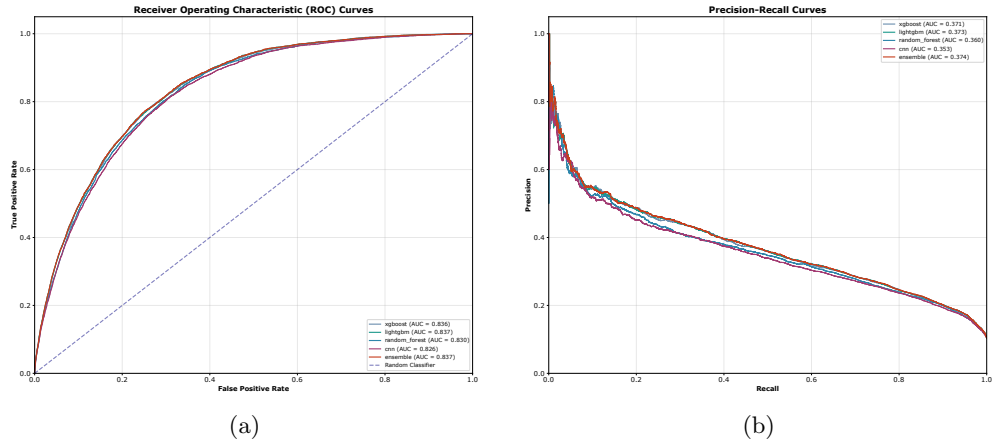 Receiver Operating Characteristic (ROC) Curves
1.0
0.8
0.6
0.4
0.2
0.0
True Positive Rate
0.0 0.2 0.4 0.6 0.8 1.0
False Positive Rate
xgboost (AUC = 0.836)
lightgbm (AUC = 0.837)
random_forest (AUC = 0.830)
cnn (AUC = 0.826)
ensemble (AUC = 0.837)
Random Classifier
(a)
Precision-Recall Curves
xgboost (AUC = 0.371)
lightgbm (AUC = 0.373)
random_forest (AUC = 0.360)
cnn (AUC = 0.353)
ensemble (AUC = 0.374)
1.0
0.8
0.6
0.4
0.2
0.0
Precision
0.0 0.2 0.4 0.6 0.8 1.0
Recall
(b)